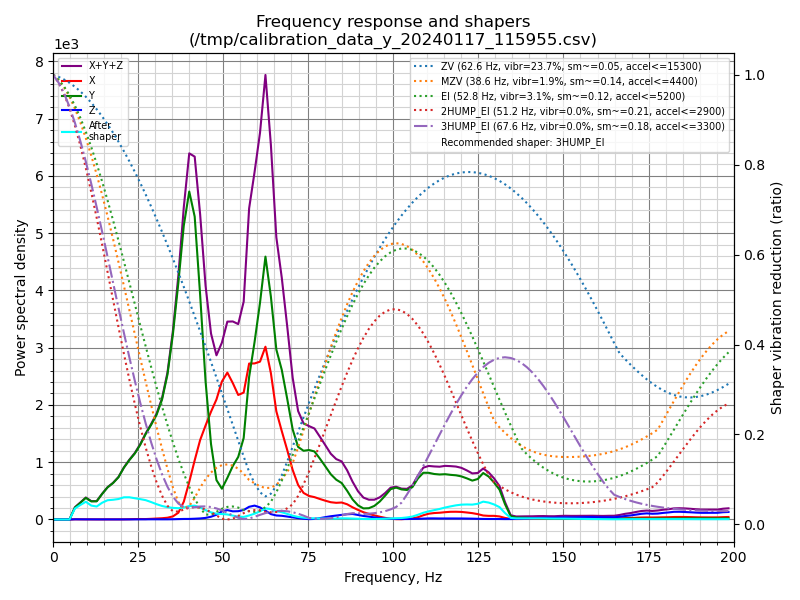 Frequency response and shapers
(/tmp/calibration_data_y_20240117_115955.csv)
1e3
X+Y+Z
X
Y
Z
After
shaper
ZV (62.6 Hz, vibr=23.7%, sm~=0.05, accel<=15300)
MZV (38.6 Hz, vibr=1.9%, sm~=0.14, accel<=4400)
EI (52.8 Hz, vibr=3.1%, sm~=0.12, accel<=5200)
2HUMP_EI (51.2 Hz, vibr=0.0%, sm~=0.21, accel<=2900)
3HUMP_EI (67.6 Hz, vibr=0.0%, sm~=0.18, accel<=3300)
Recommended shaper: 3HUMP_EI
8
7
6
5
4
3
2
1
0
Power spectral density
1.0
0.8
0.6
0.4
0.2
0.0
Shaper vibration reduction (ratio)
0 25 50 75 100 125 150 175 200
Frequency, Hz